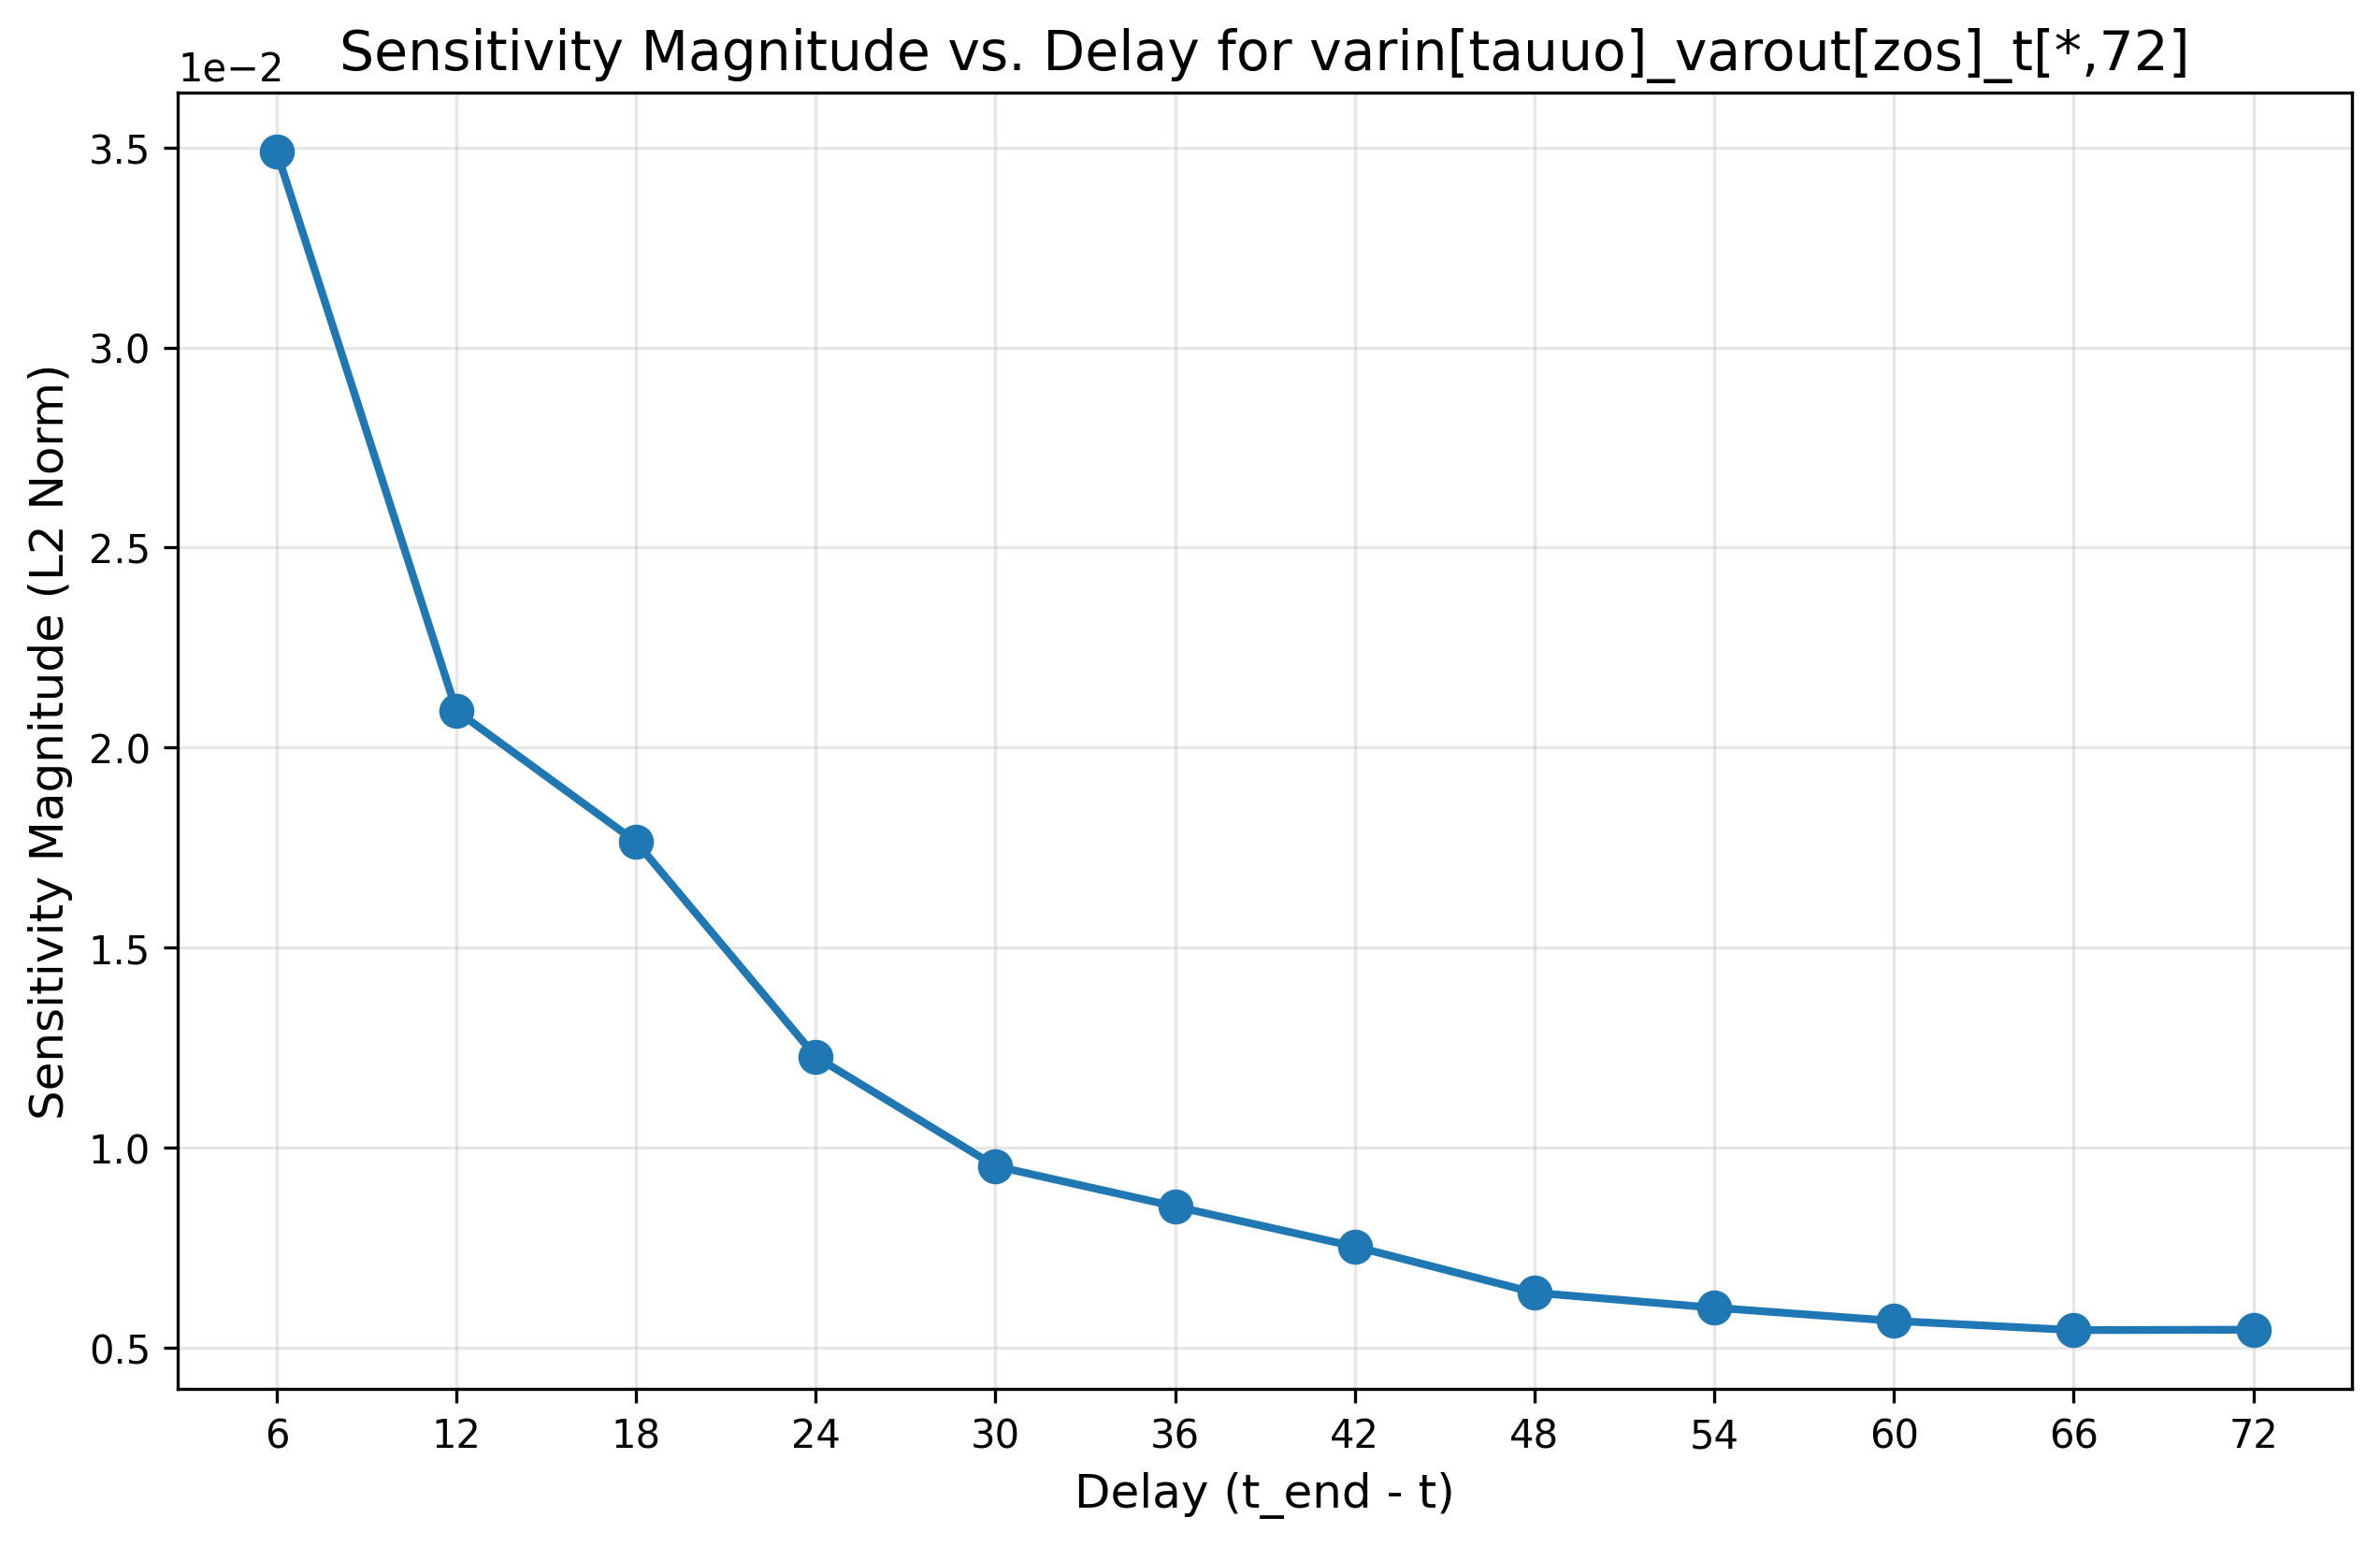 Sensitivity Magnitude vs. Delay for varin[tauuo]_varout[zos]_t[*,72]
1e−2
Sensitivity Magnitude (L2 Norm)
3.5
3.0
2.5
2.0
1.5
1.0
0.5
6 12 18 24 30 36 42 48 54 60 66 72
Delay (t_end - t)